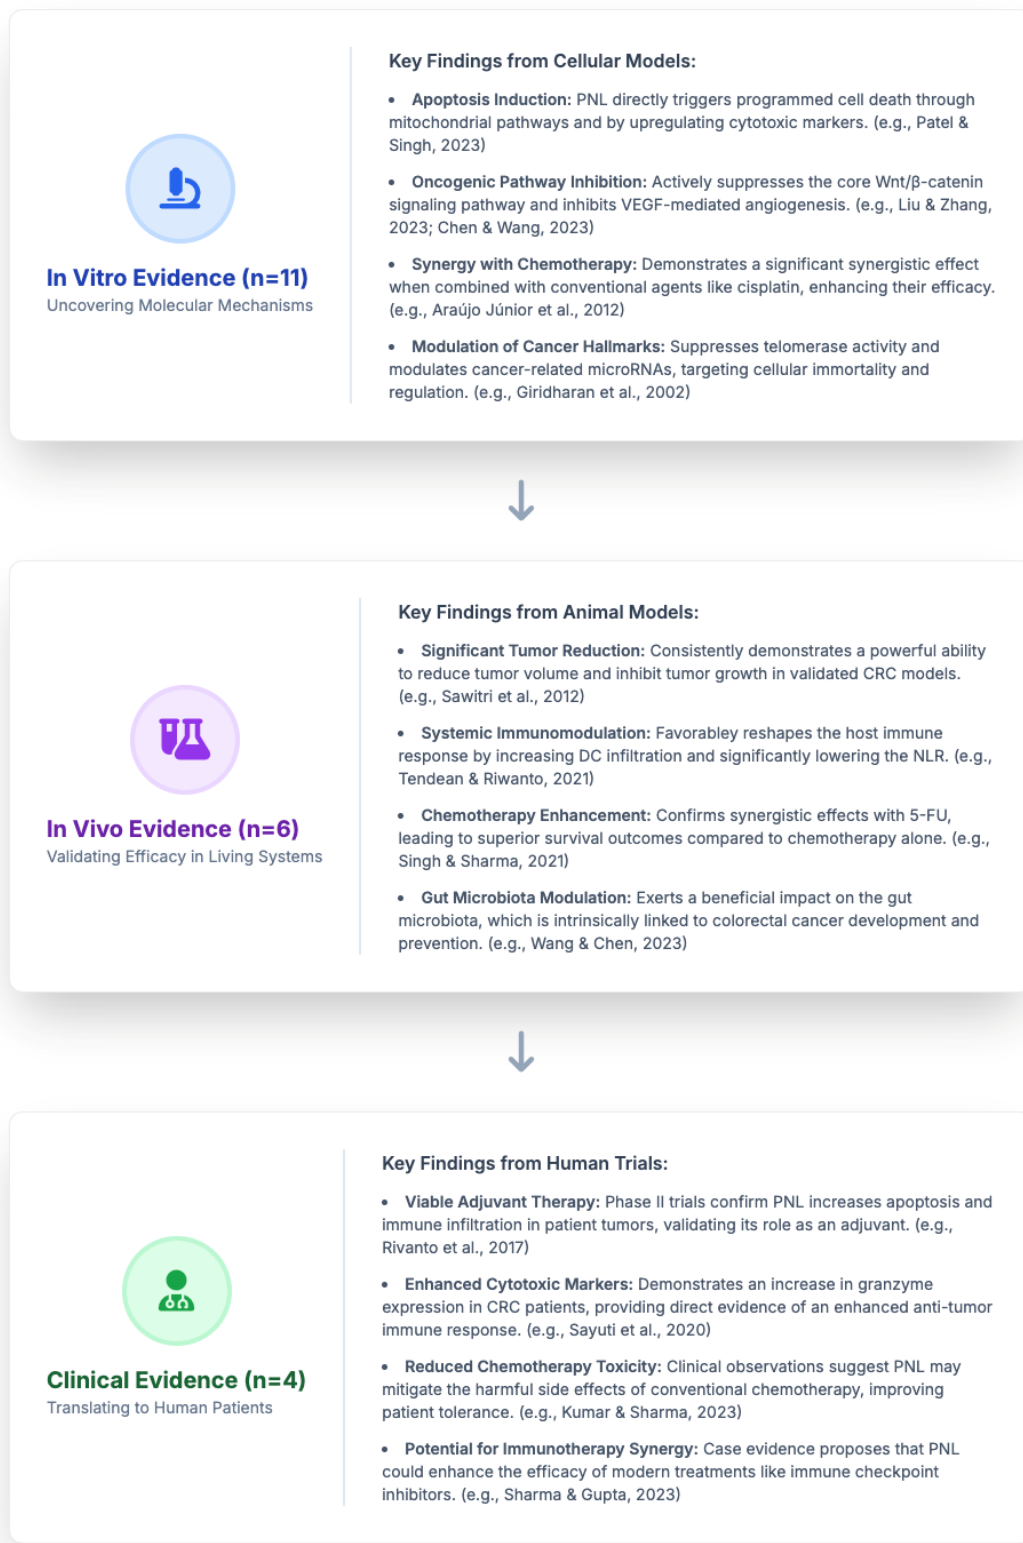 Key Findings from Cellular Models:
• Apoptosis Induction: PNL directly triggers programmed cell death through
mitochondrial pathways and by upregulating cytotoxic markers. (e.g., Patel &
Singh, 2023)
• Oncogenic Pathway Inhibition: Actively suppresses the core Wnt/β-catenin
signaling pathway and inhibits VEGF-mediated angiogenesis. (e.g., Liu & Zhang,
2023; Chen & Wang, 2023)
• Synergy with Chemotherapy: Demonstrates a significant synergistic effect
when combined with conventional agents like cisplatin, enhancing their efficacy.
(e.g., Araújo Júnior et al., 2012)
• Modulation of Cancer Hallmarks: Suppresses telomerase activity and
modulates cancer-related microRNAs, targeting cellular immortality and
regulation. (e.g., Giridharan et al., 2002)
In Vitro Evidence (n=11)
Uncovering Molecular Mechanisms
Key Findings from Animal Models:
• Significant Tumor Reduction: Consistently demonstrates a powerful ability
to reduce tumor volume and inhibit tumor growth in validated CRC models.
(e.g., Sawitri et al., 2012)
• Systemic Immunomodulation: Favorabley reshapes the host immune
response by increasing DC infiltration and significantly lowering the NLR. (e.g.,
Tendean & Riwanto, 2021)
• Chemotherapy Enhancement: Confirms synergistic effects with 5-FU,
leading to superior survival outcomes compared to chemotherapy alone. (e.g.,
Singh & Sharma, 2021)
• Gut Microbiota Modulation: Exerts a beneficial impact on the gut
microbiota, which is intrinsically linked to colorectal cancer development and
prevention. (e.g., Wang & Chen, 2023)
In Vivo Evidence (n=6)
Validating Efficacy in Living Systems
Key Findings from Human Trials:
• Viable Adjuvant Therapy: Phase II trials confirm PNL increases apoptosis and
immune infiltration in patient tumors, validating its role as an adjuvant. (e.g.,
Rivanto et al., 2017)
• Enhanced Cytotoxic Markers: Demonstrates an increase in granzyme
expression in CRC patients, providing direct evidence of an enhanced anti-tumor
immune response. (e.g., Sayuti et al., 2020)
• Reduced Chemotherapy Toxicity: Clinical observations suggest PNL may
mitigate the harmful side effects of conventional chemotherapy, improving
patient tolerance. (e.g., Kumar & Sharma, 2023)
• Potential for Immunotherapy Synergy: Case evidence proposes that PNL
could enhance the efficacy of modern treatments like immune checkpoint
inhibitors. (e.g., Sharma & Gupta, 2023)
Clinical Evidence (n=4)
Translating to Human Patients